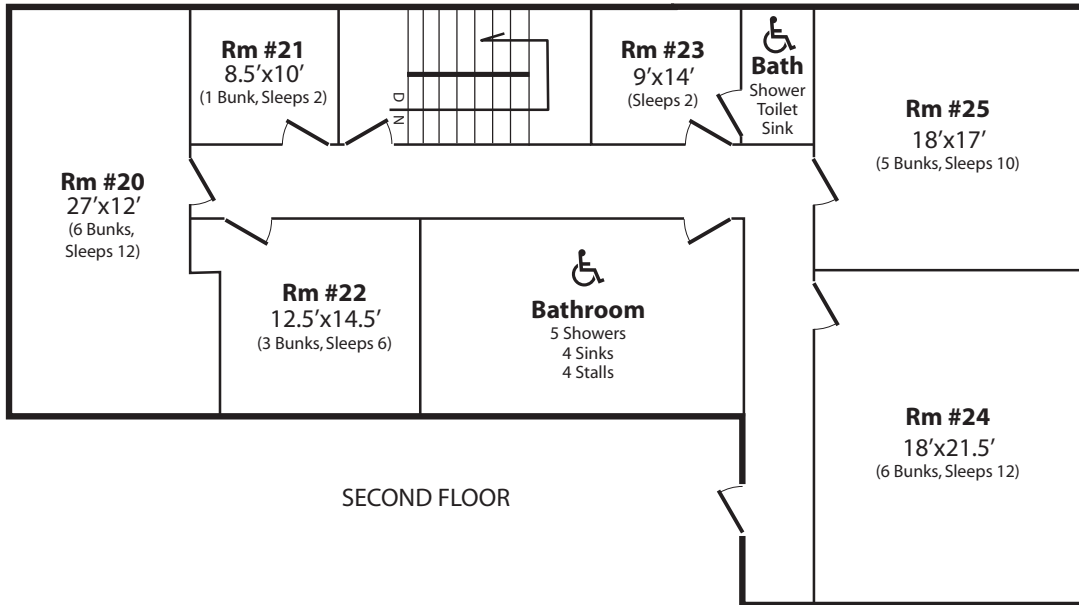 Rm #21
8.5’x10’
(1 Bunk, Sleeps 2)
DN
Rm #23
9’x14’
(Sleeps 2)
Bath
Shower
Toilet
Sink
Rm #25
18’x17’
(5 Bunks, Sleeps 10)
Rm #20
27’x12’
(6 Bunks,
Sleeps 12)
Rm #22
12.5’x14.5’
(3 Bunks, Sleeps 6)
Bathroom
5 Showers
4 Sinks
4 Stalls
Rm #24
18’x21.5’
(6 Bunks, Sleeps 12)
SECOND FLOOR